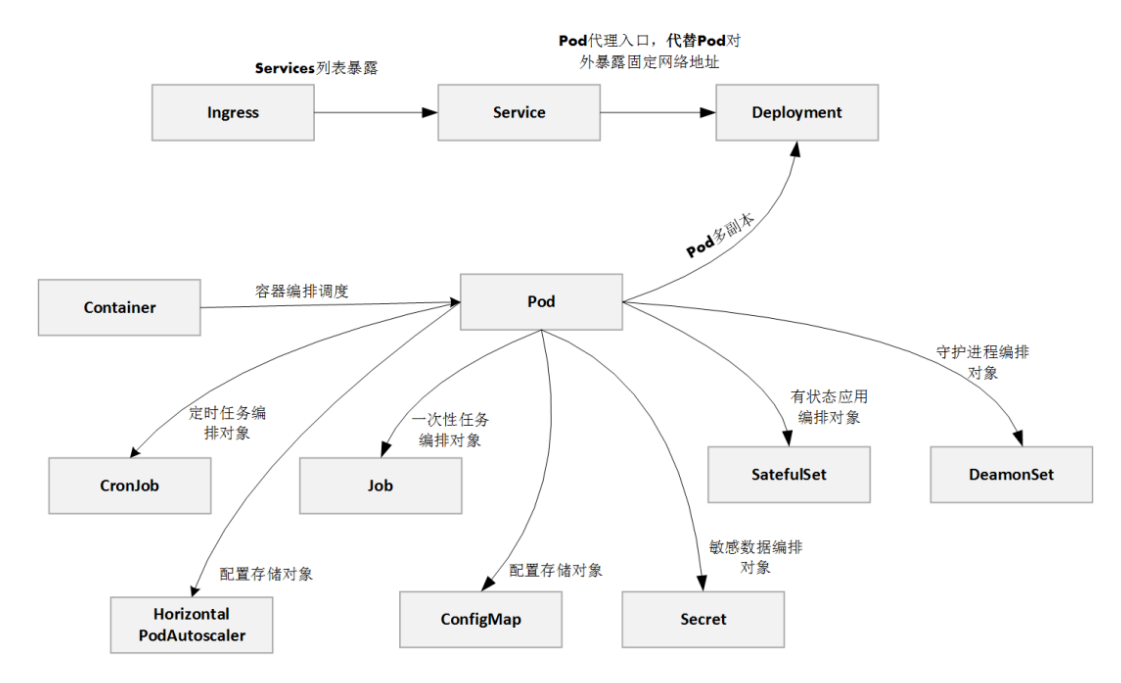 Pod代理入口，代替Pod对
外暴露固定网络地址
Services列表暴露
Ingress
Service
Deployment
Pod多副本
Container
容器编排调度
Pod
守护进程编排
对象
定时任务编
排对象
一次性任务
编排对象
有状态应用
编排对象
CronJob
Job
SatefulSet
DeamonSet
配置存储对象
配置存储对象
敏感数据编排
对象
Horizontal
PodAutoscaler
ConfigMap
Secret